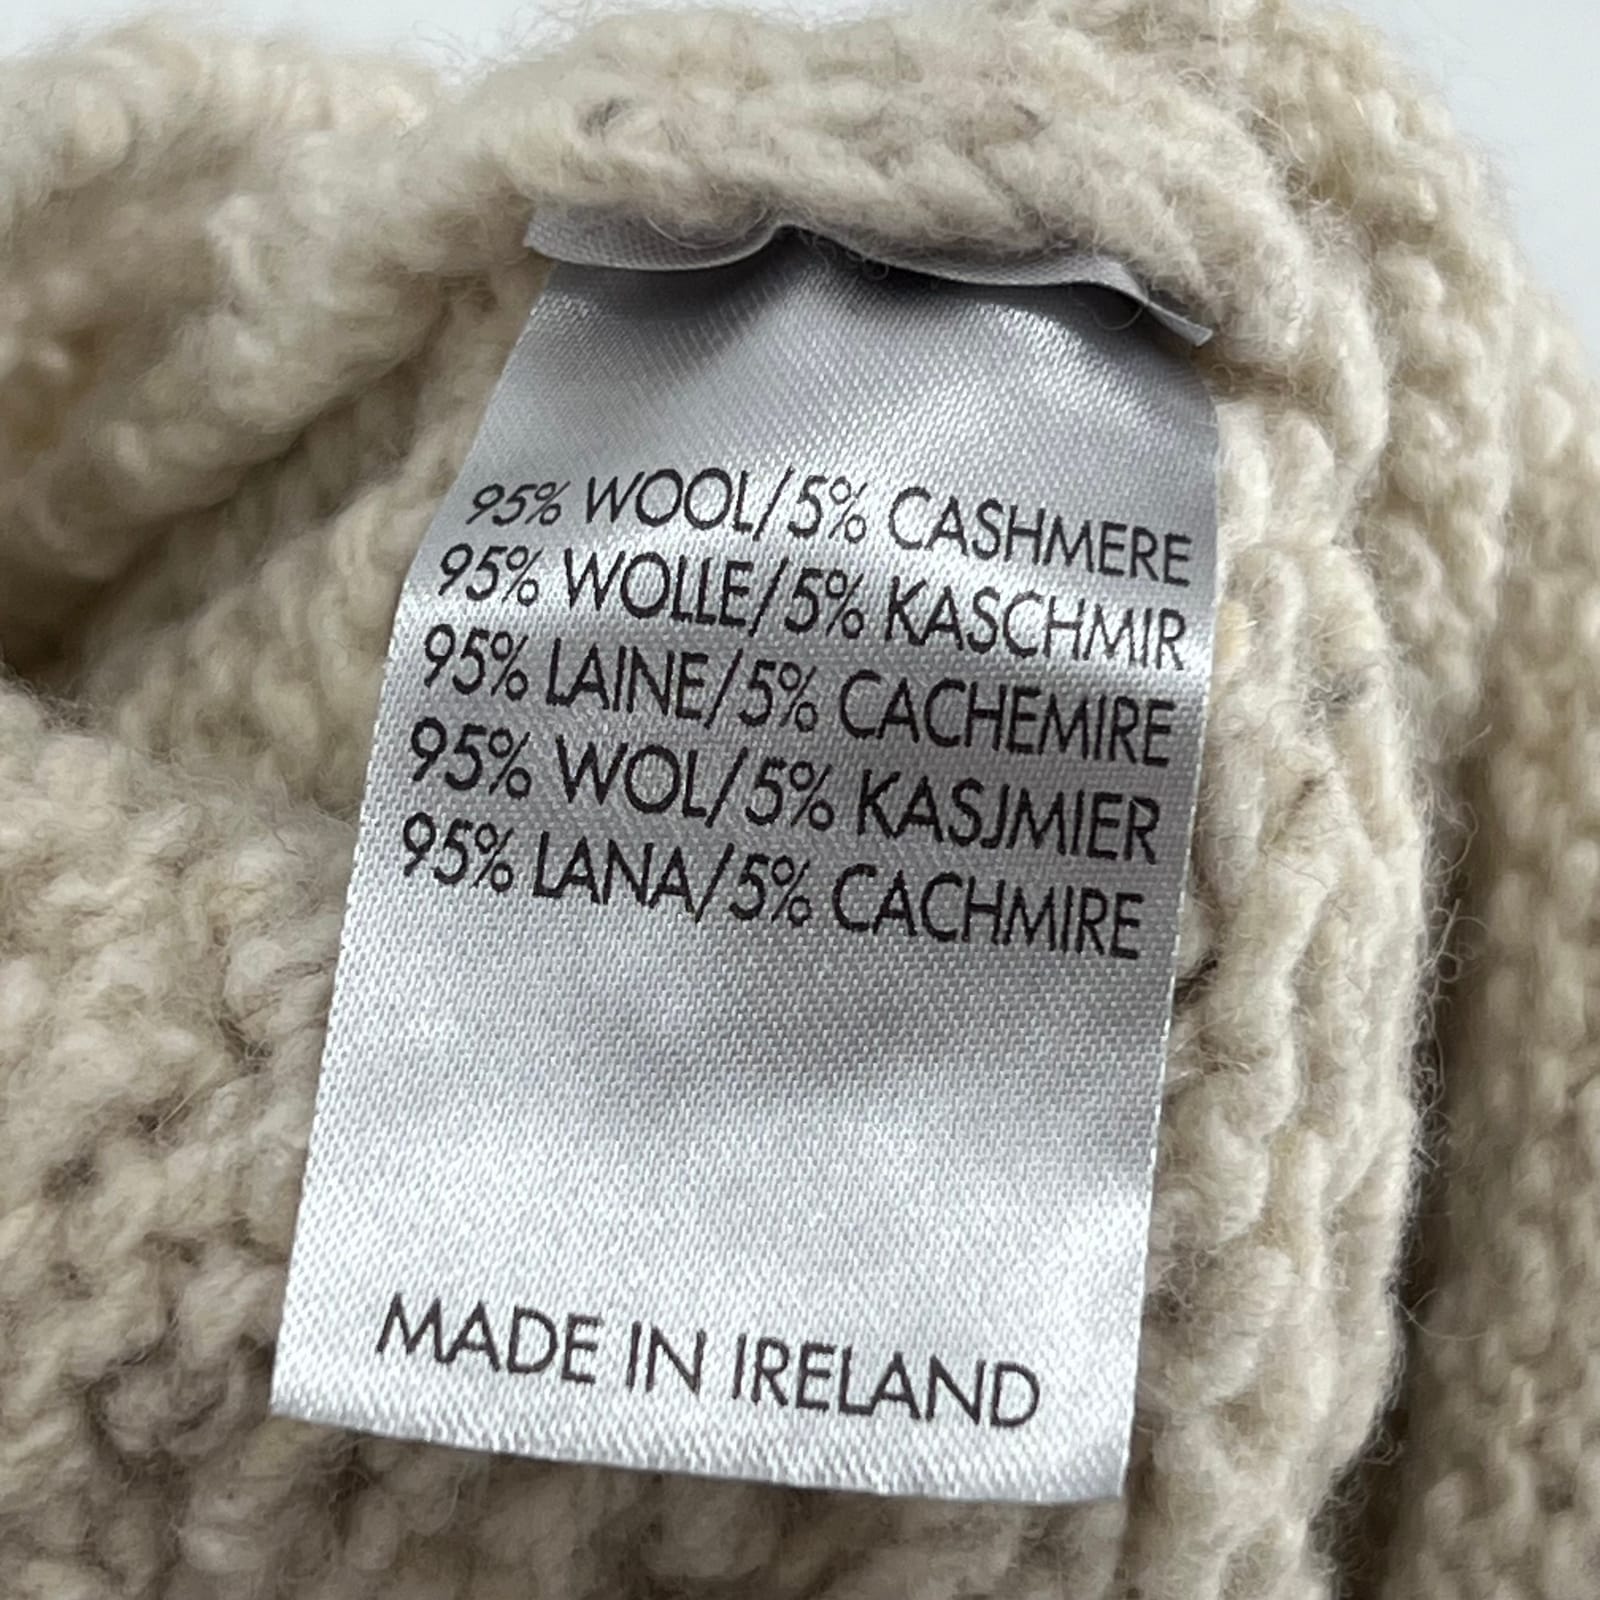 95% WOOL/5% CASHMERE
95% WOLLE/5% KASCHMIR
95% LAINE/5% CACHEMIRE
95% WOL/5% KASJMIER
95% LANA/5% CACHMIRE
MADE IN IRELAND